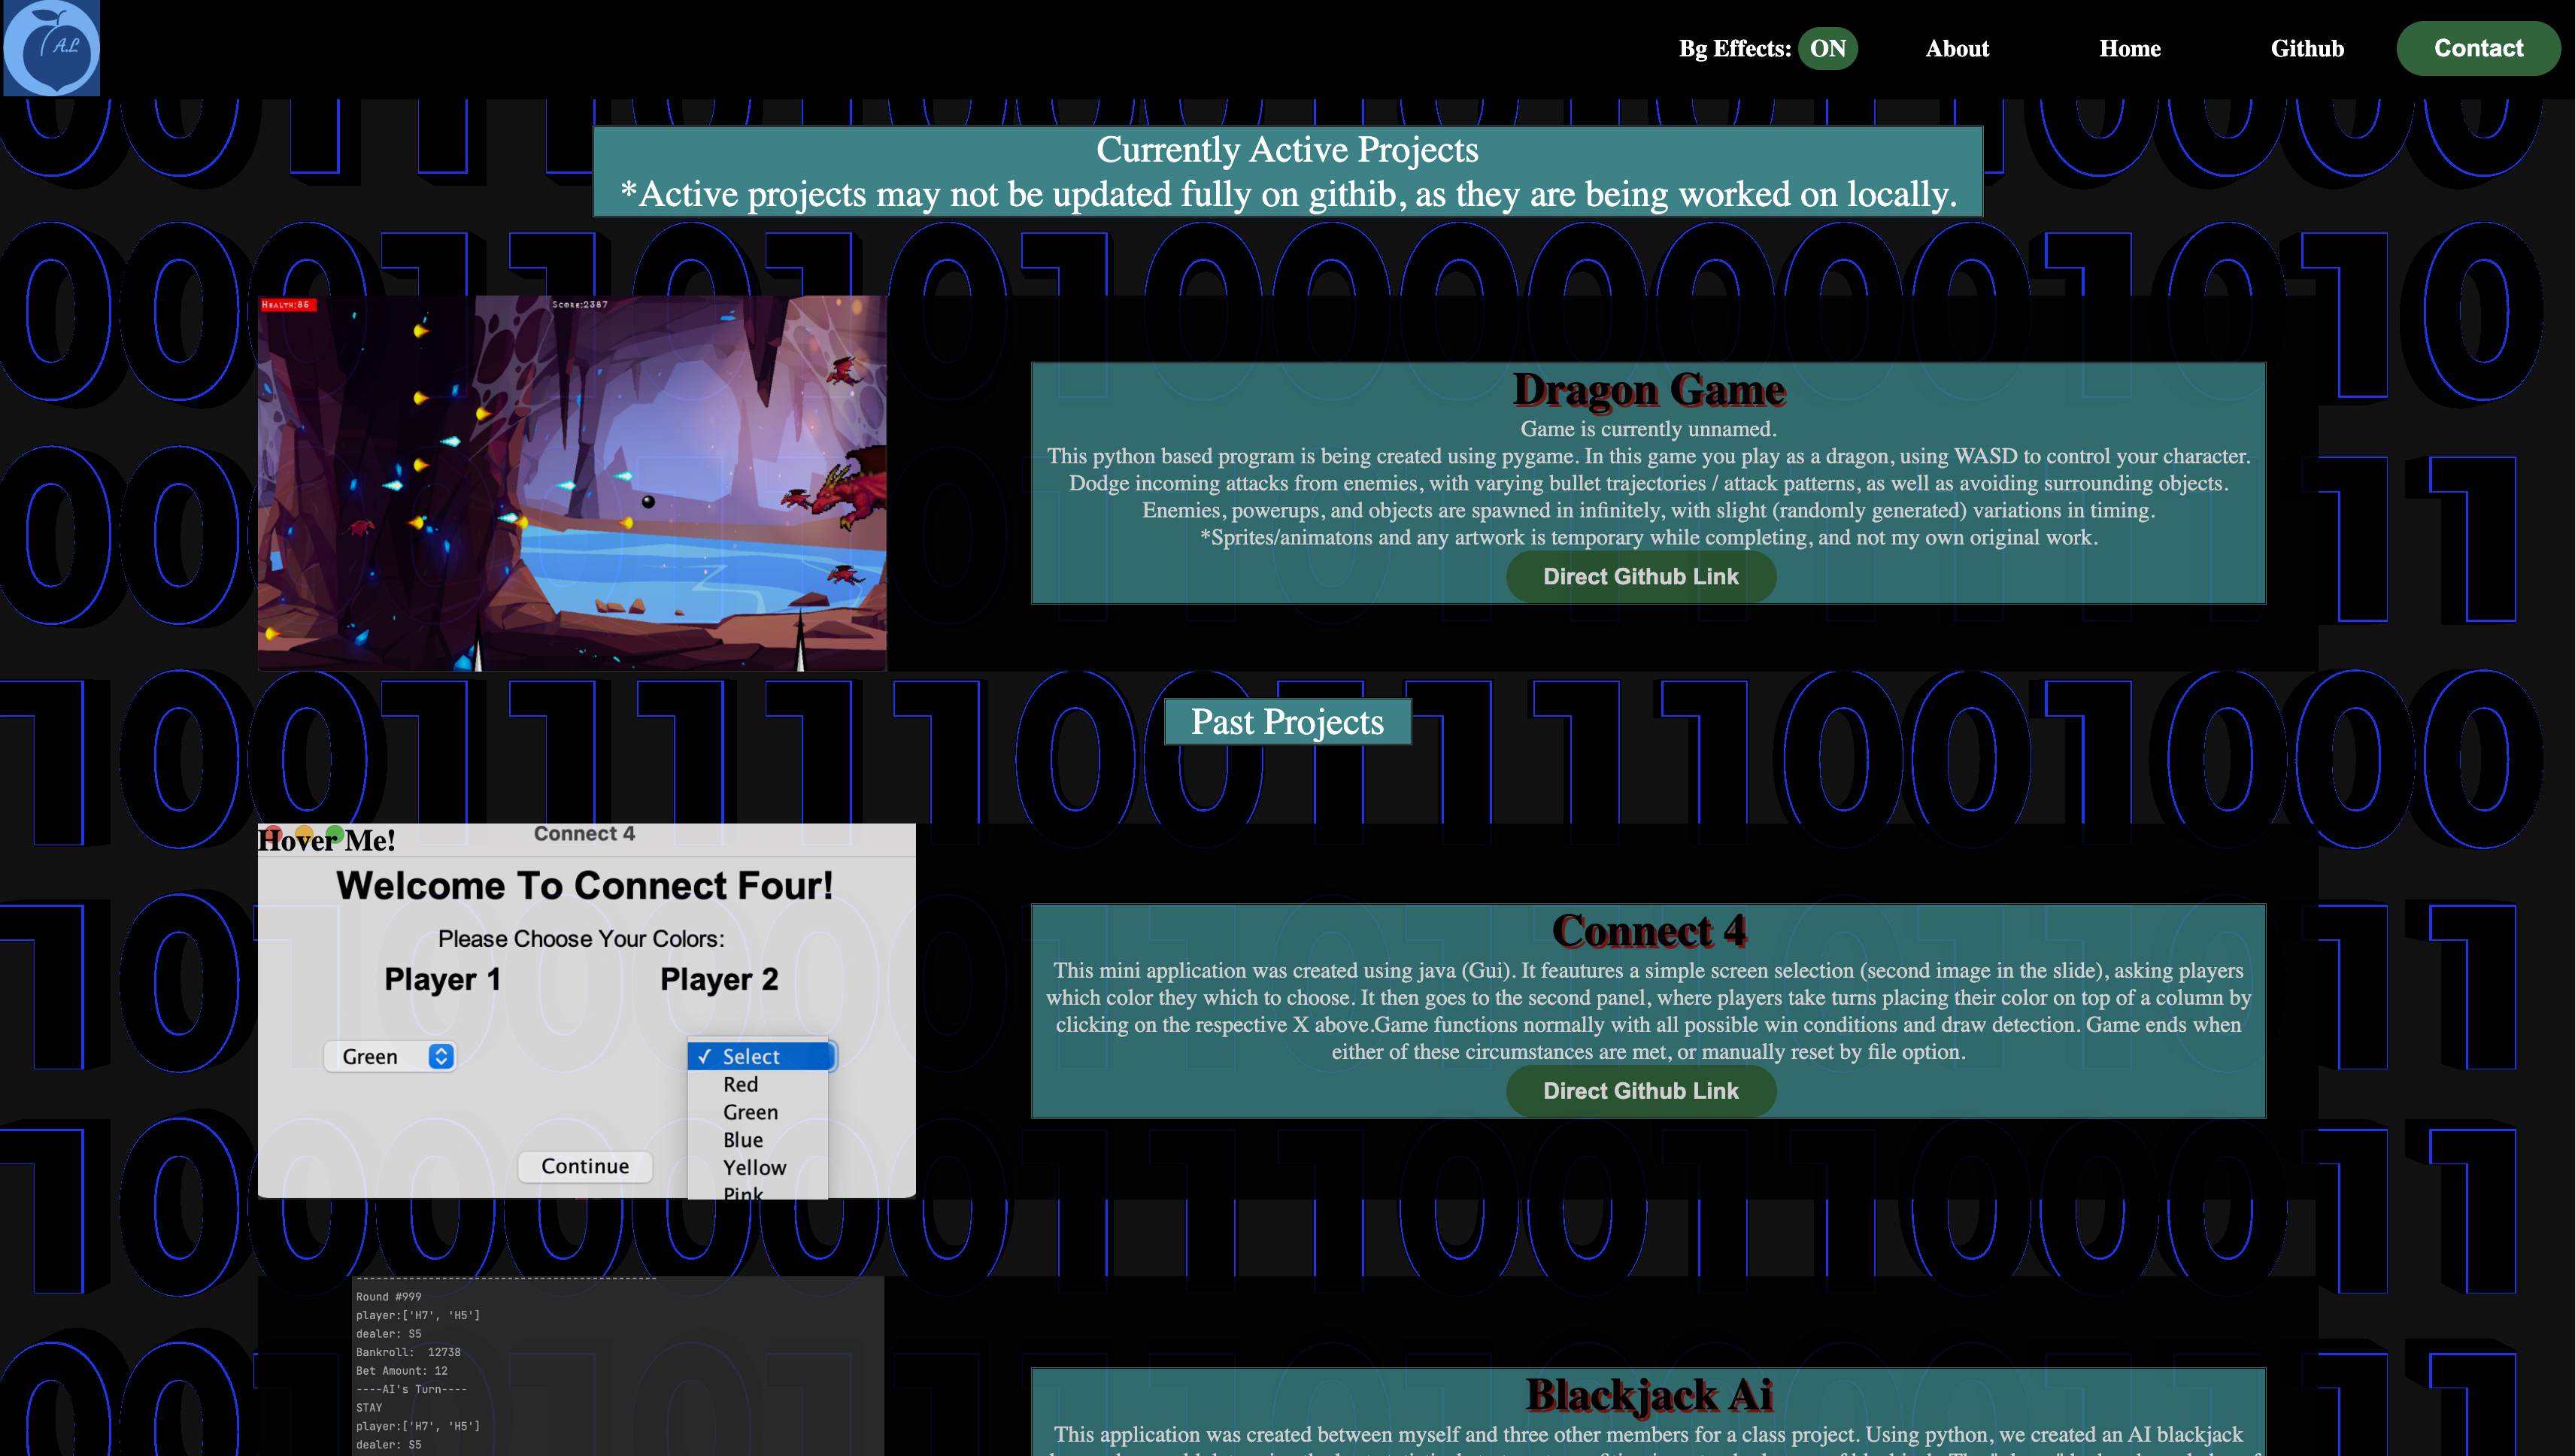 A.L
Bg Effects: ON About Home Github Contact
Currently Active Projects
*Active projects may not be updated fully on githib, as they are being worked on locally.
Health:86
Score:2387
Dragon Game
Game is currently unnamed.
This python based program is being created using pygame. In this game you play as a dragon, using WASD to control your character.
Dodge incoming attacks from enemies, with varying bullet trajectories / attack patterns, as well as avoiding surrounding objects.
Enemies, powerups, and objects are spawned in infinitely, with slight (randomly generated) variations in timing.
*Sprites/animatons and any artwork is temporary while completing, and not my own original work.
Direct Github Link
Past Projects
Hover Me!
Connect 4
Welcome To Connect Four!
Please Choose Your Colors:
Player 1 Player 2
Green
✓ Select
Red
Green
Blue
Yellow
Pink
Continue
Connect 4
This mini application was created using java (Gui). It feautures a simple screen selection (second image in the slide), asking players
which color they which to choose. It then goes to the second panel, where players take turns placing their color on top of a column by
clicking on the respective X above.Game functions normally with all possible win conditions and draw detection. Game ends when
either of these circumstances are met, or manually reset by file option.
Direct Github Link
----------------------------------------------
Round #999
player:['H7', 'H5']
dealer: S5
Bankroll: 12738
Bet Amount: 12
----AI's Turn----
STAY
player:['H7', 'H5']
dealer: S5
Blackjack Ai
This application was created between myself and three other members for a class project. Using python, we created an AI blackjack